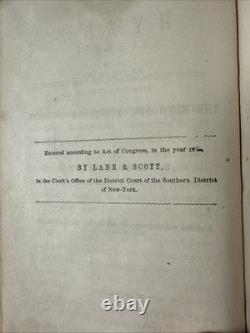 Entered according to Act of Congress, in the year
BY LANE & SCOTT,
In the Clerk's Office of the District Court of the Southern District
of New-York.
ebay